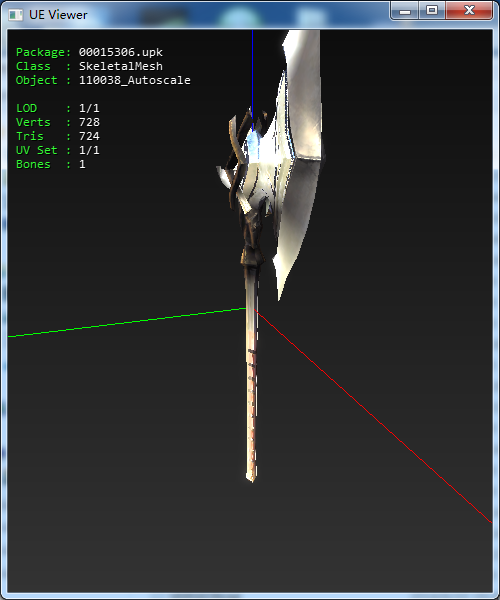 UE Viewer
Package: 00015306.upk
Class : SkeletalMesh
Object : 110038_Autoscale
LOD : 1/1
Verts : 728
Tris : 724
UV Set : 1/1
Bones : 1